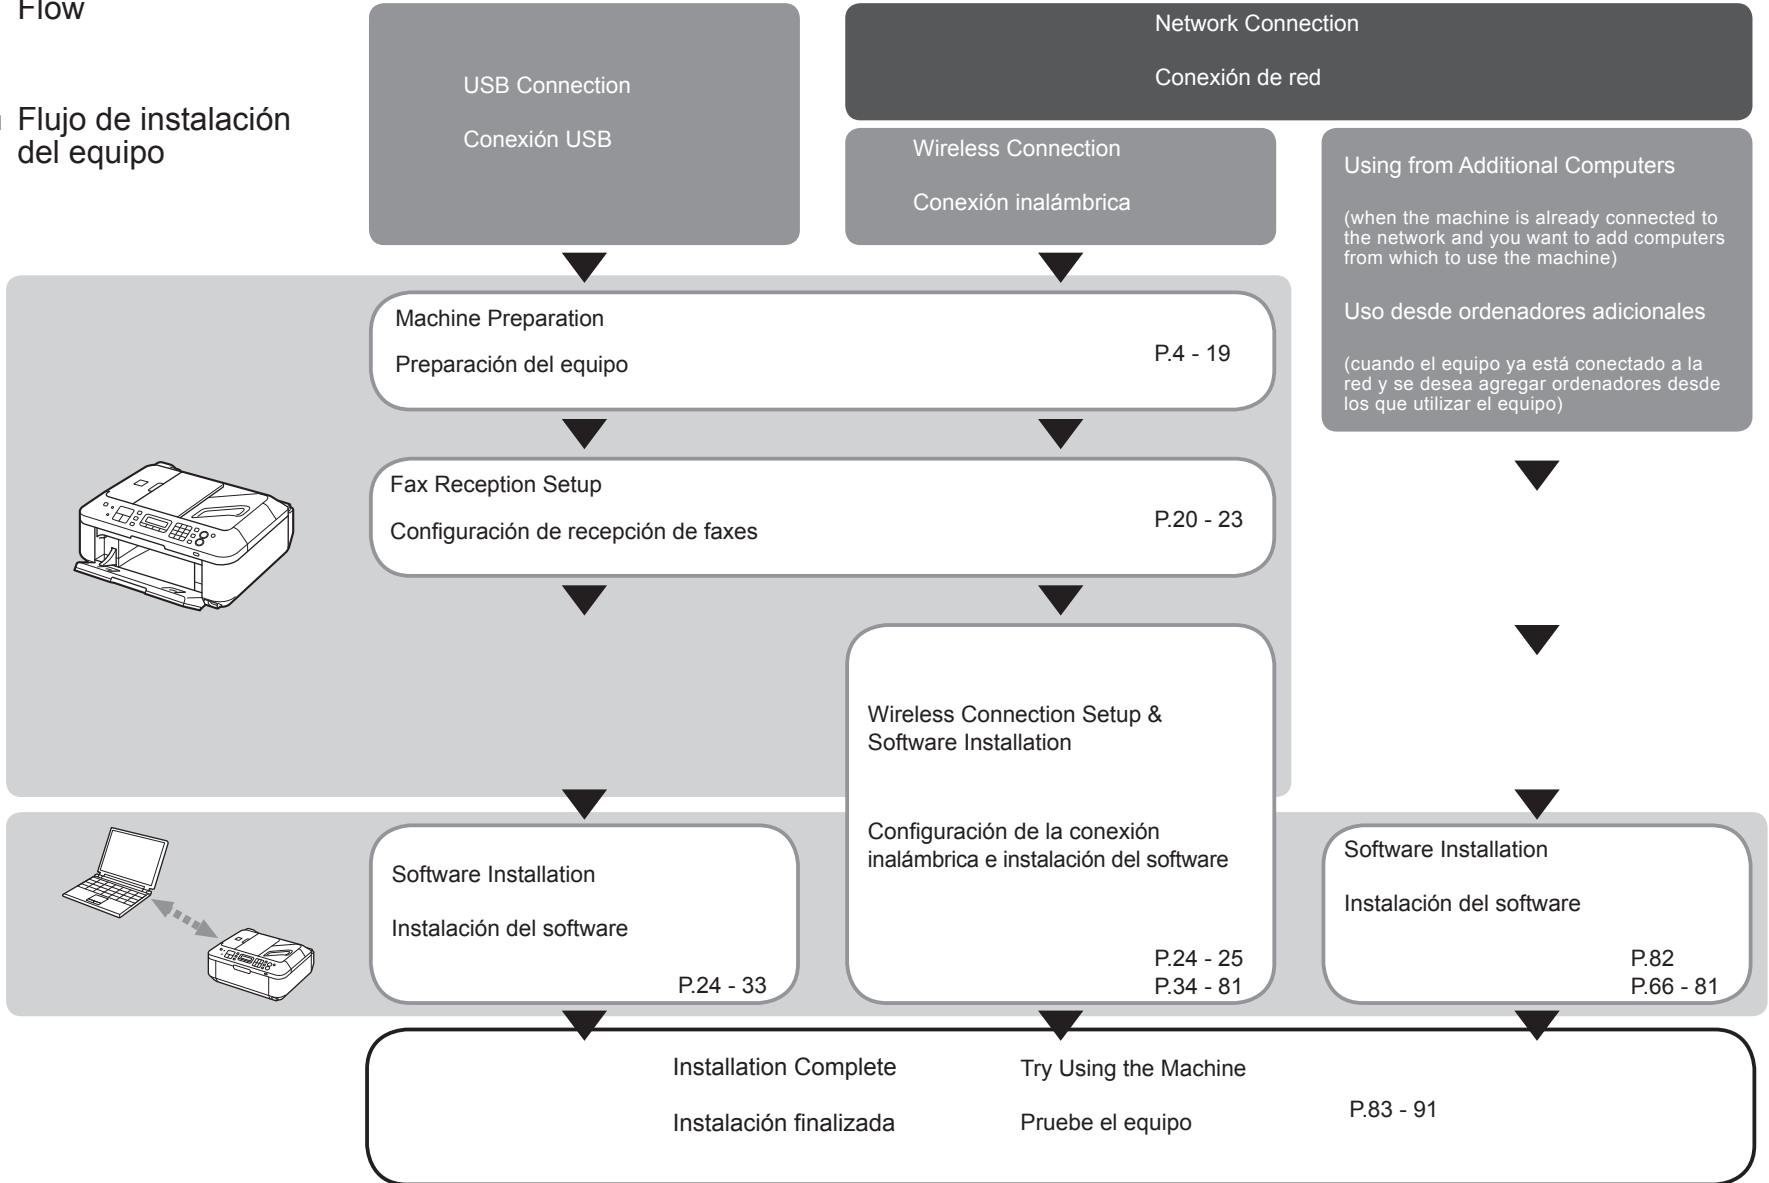 Flow
Flujo de instalación
del equipo
USB Connection
Conexión USB
Network Connection
Conexión de red
Wireless Connection
Conexión inalámbrica
Using from Additional Computers
(when the machine is already connected to
the network and you want to add computers
from which to use the machine)
Uso desde ordenadores adicionales
(cuando el equipo ya está conectado a la
red y se desea agregar ordenadores desde
los que utilizar el equipo)
Machine Preparation
Preparación del equipo
P.4 - 19
Fax Reception Setup
Configuración de recepción de faxes
P.20 - 23
Wireless Connection Setup &
Software Installation
Configuración de la conexión
inalámbrica e instalación del software
P.24 - 25
P.34 - 81
Software Installation
Instalación del software
P.24 - 33
Software Installation
Instalación del software
P.82
P.66 - 81
Installation Complete
Instalación finalizada
Try Using the Machine
Pruebe el equipo
P.83 - 91